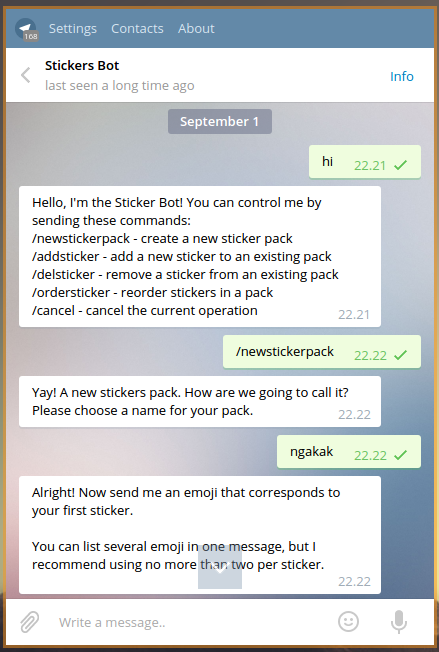 168
Settings Contacts About
Stickers Bot
last seen a long time ago
Info
September 1
hi 22.21
Hello, I'm the Sticker Bot! You can control me by
sending these commands:
/newstickerpack - create a new sticker pack
/addsticker - add a new sticker to an existing pack
/delsticker - remove a sticker from an existing pack
/ordersticker - reorder stickers in a pack
/cancel - cancel the current operation
22.21
/newstickerpack 22.22
Yay! A new stickers pack. How are we going to call it?
Please choose a name for your pack.
22.22
ngakak 22.22
Alright! Now send me an emoji that corresponds to
your first sticker.
You can list several emoji in one message, but I
recommend using no more than two per sticker.
22.22
Write a message..